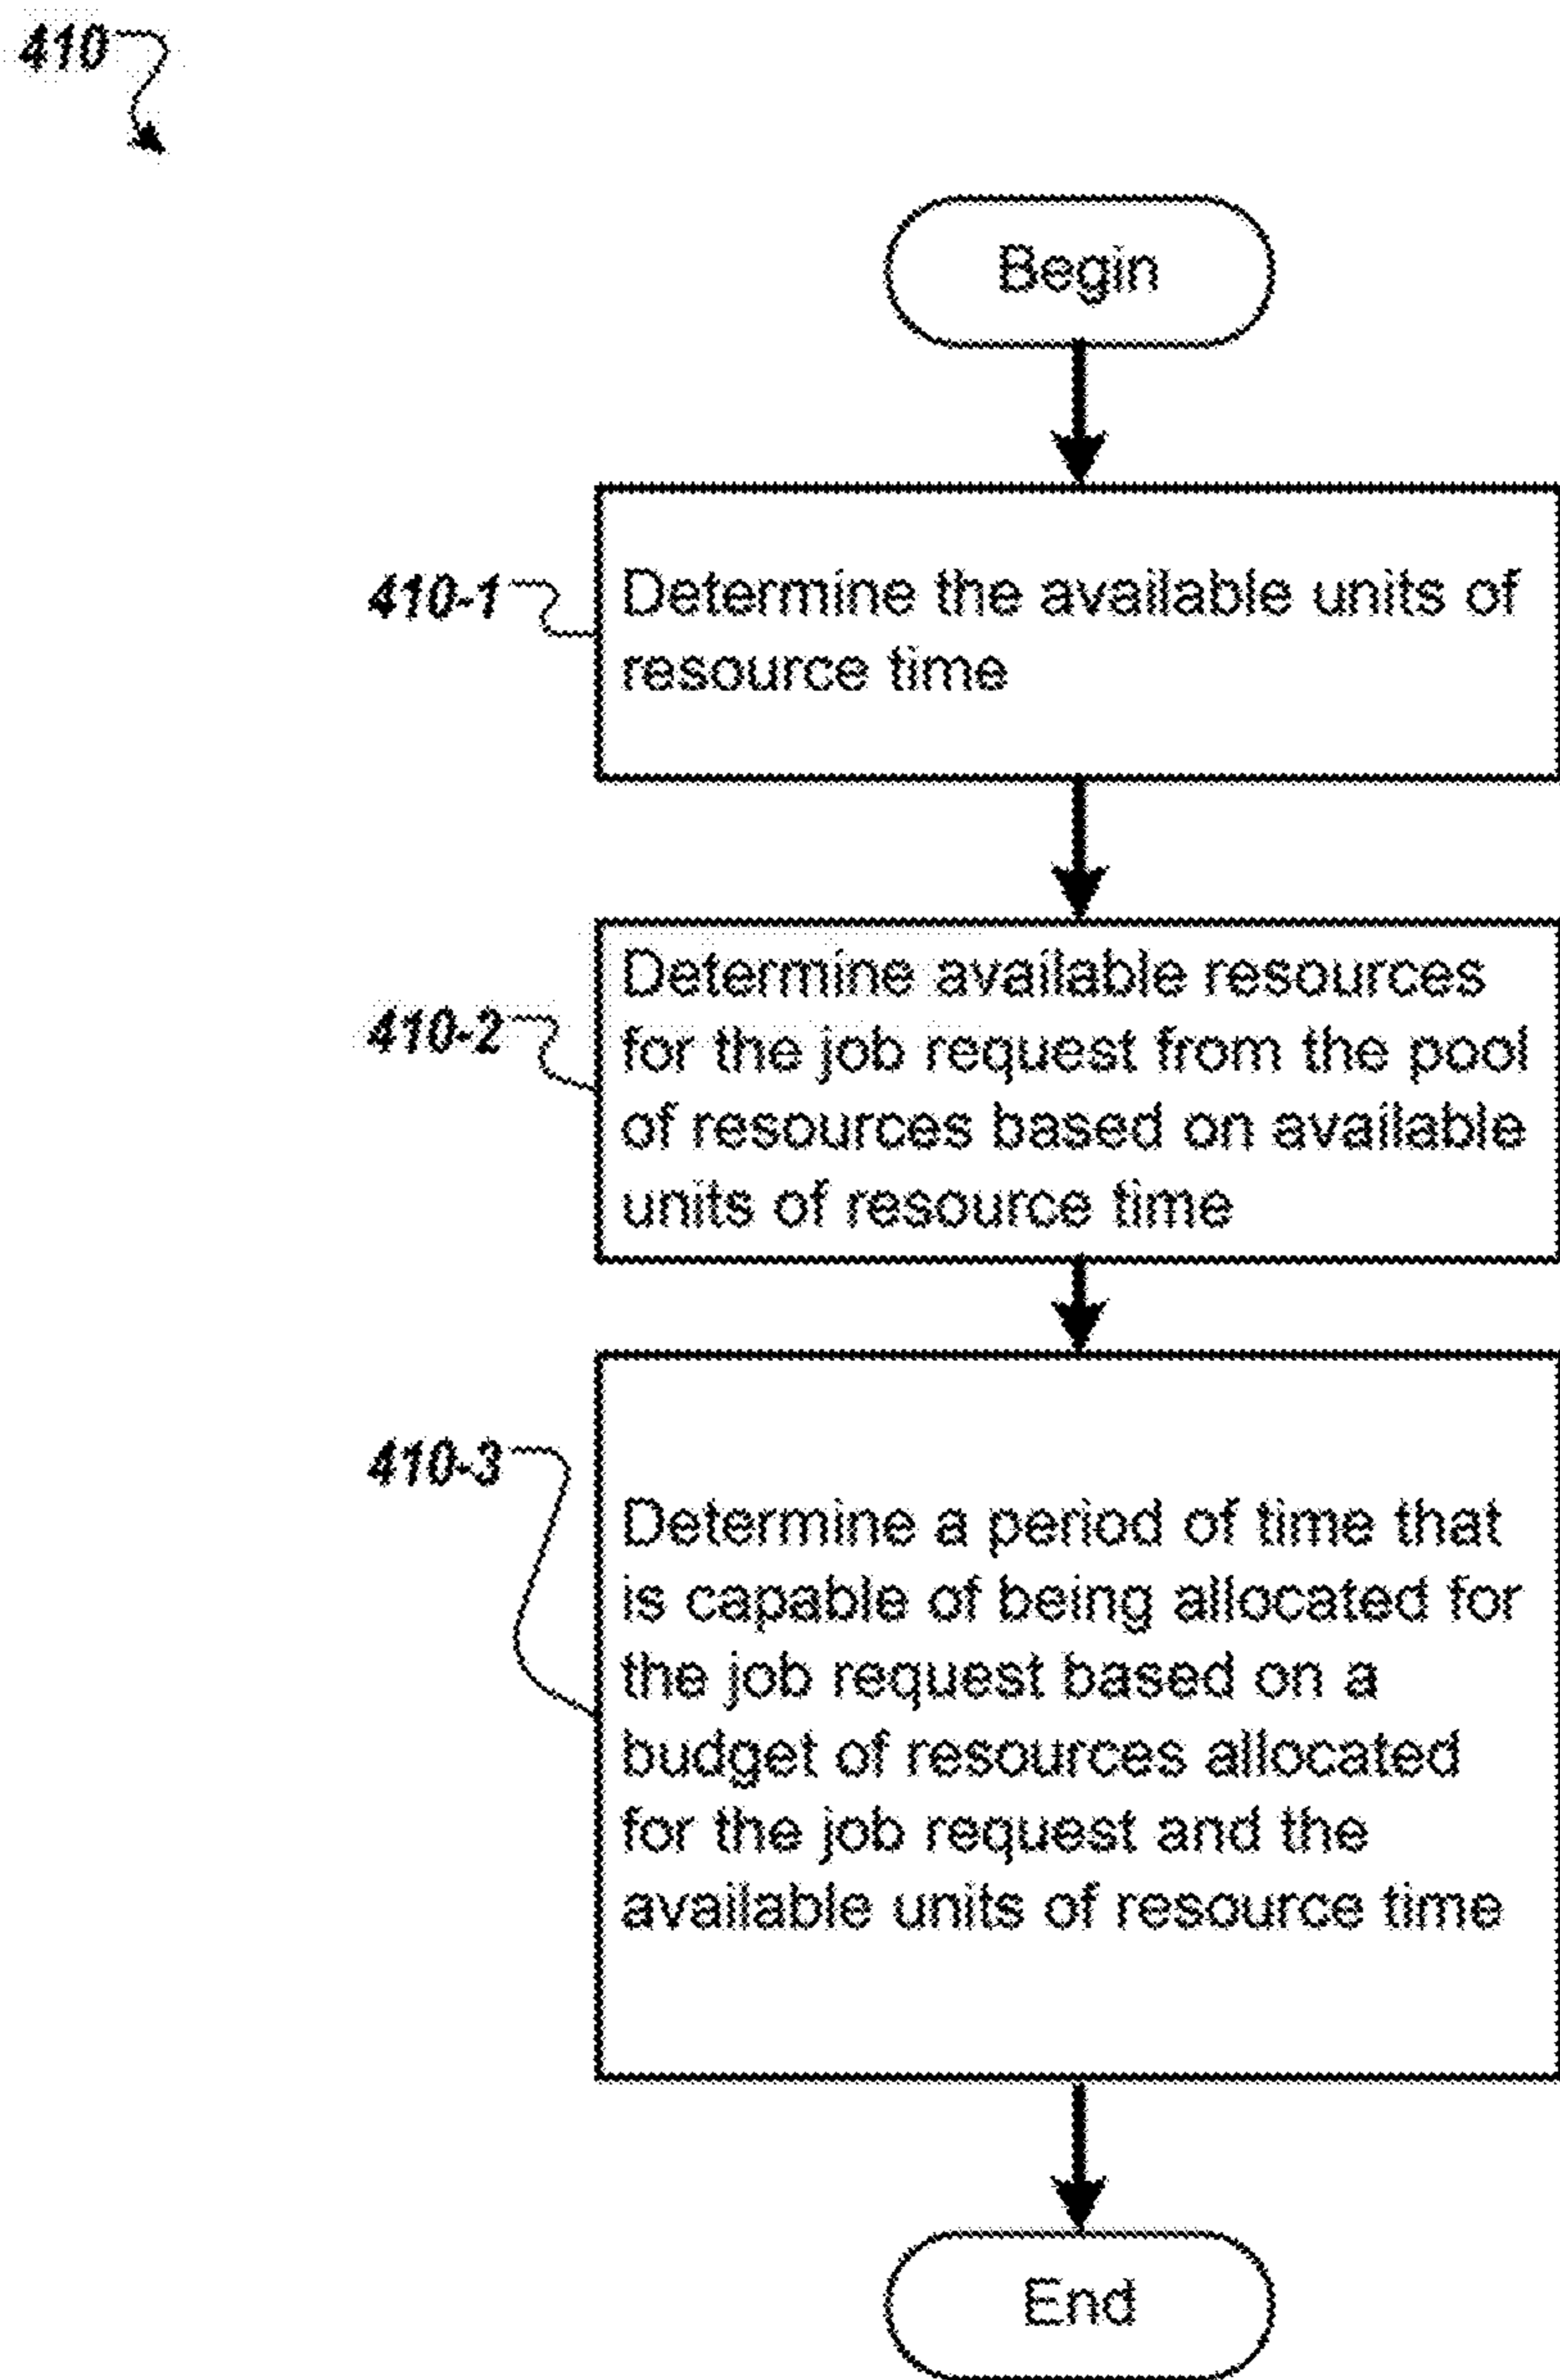 410
Begin
410-1
Determine the available units of
resource time
410-2
Determine available resources
for the job request from the pool
of resources based on available
units of resource time
410-3
Determine a period of time that
is capable of being allocated for
the job request based on a
budget of resources allocated
for the job request and the
available units of resource time
End